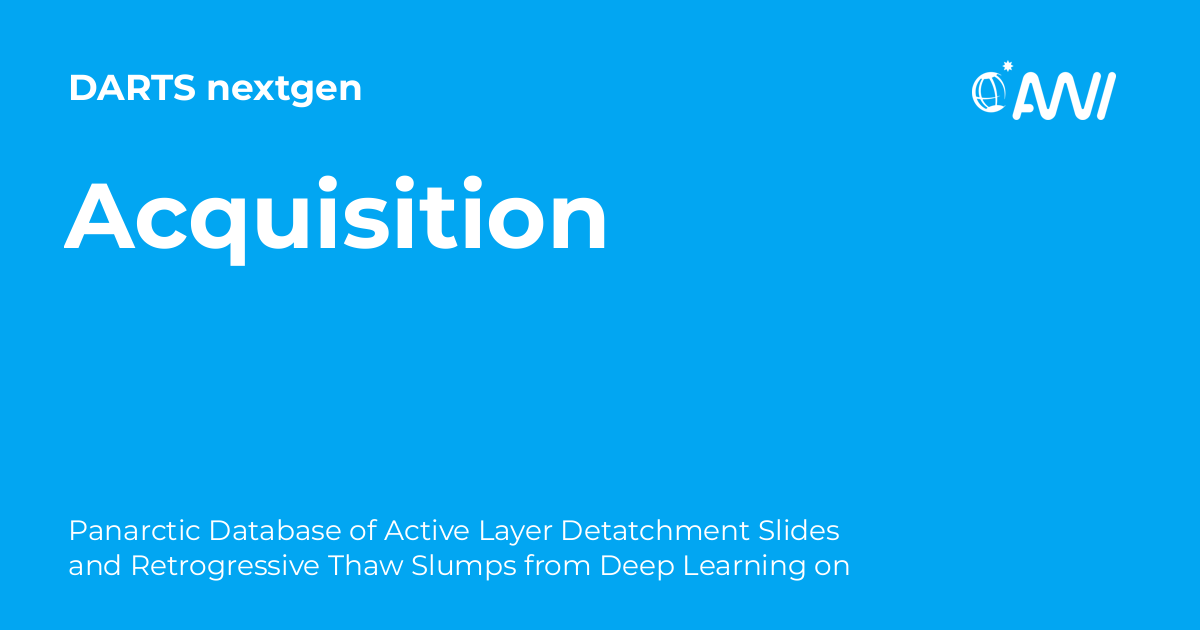 DARTS nextgen
AWI
Acquisition
Panarctic Database of Active Layer Detatchment Slides
and Retrogressive Thaw Slumps from Deep Learning on